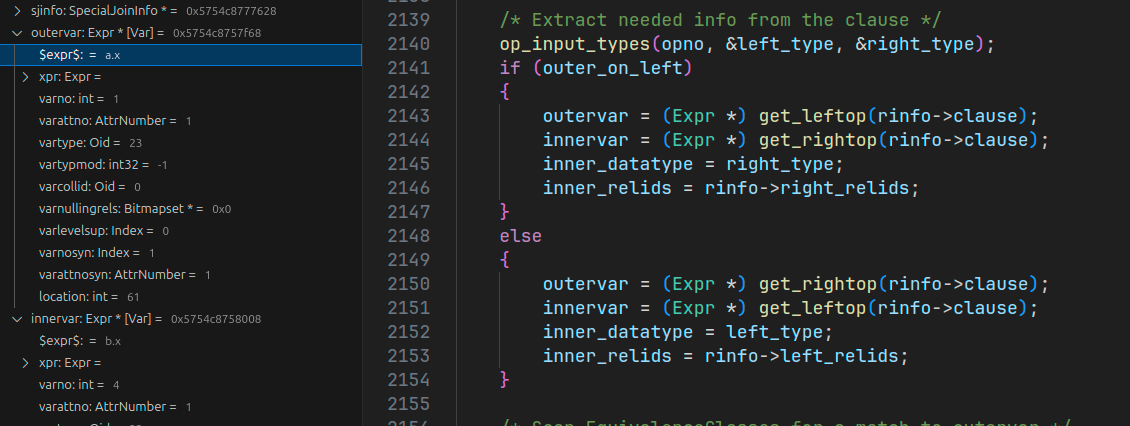 sjinfo: SpecialJoinInfo * = 0x5754c8777628
outervar: Expr * [Var] = 0x5754c8757f68
$expr$: = a.x
xpr: Expr =
varno: int = 1
varattno: AttrNumber = 1
vartype: Oid = 23
vartypmod: int32 = -1
varcollid: Oid = 0
varnullingrels: Bitmapset * = 0x0
varlevelsup: Index = 0
varnosyn: Index = 1
varattnosyn: AttrNumber = 1
location: int = 61
innervar: Expr * [Var] = 0x5754c8758008
$expr$: = b.x
xpr: Expr =
varno: int = 4
varattno: AttrNumber = 1
2139 /* Extract needed info from the clause */
2140 op_input_types(opno, &left_type, &right_type);
2141 if (outer_on_left)
2142 {
2143 outervar = (Expr *) get_leftop(rinfo->clause);
2144 innervar = (Expr *) get_rightop(rinfo->clause);
2145 inner_datatype = right_type;
2146 inner_relids = rinfo->right_relids;
2147 }
2148 else
2149 {
2150 outervar = (Expr *) get_rightop(rinfo->clause);
2151 innervar = (Expr *) get_leftop(rinfo->clause);
2152 inner_datatype = left_type;
2153 inner_relids = rinfo->left_relids;
2154 }
2155